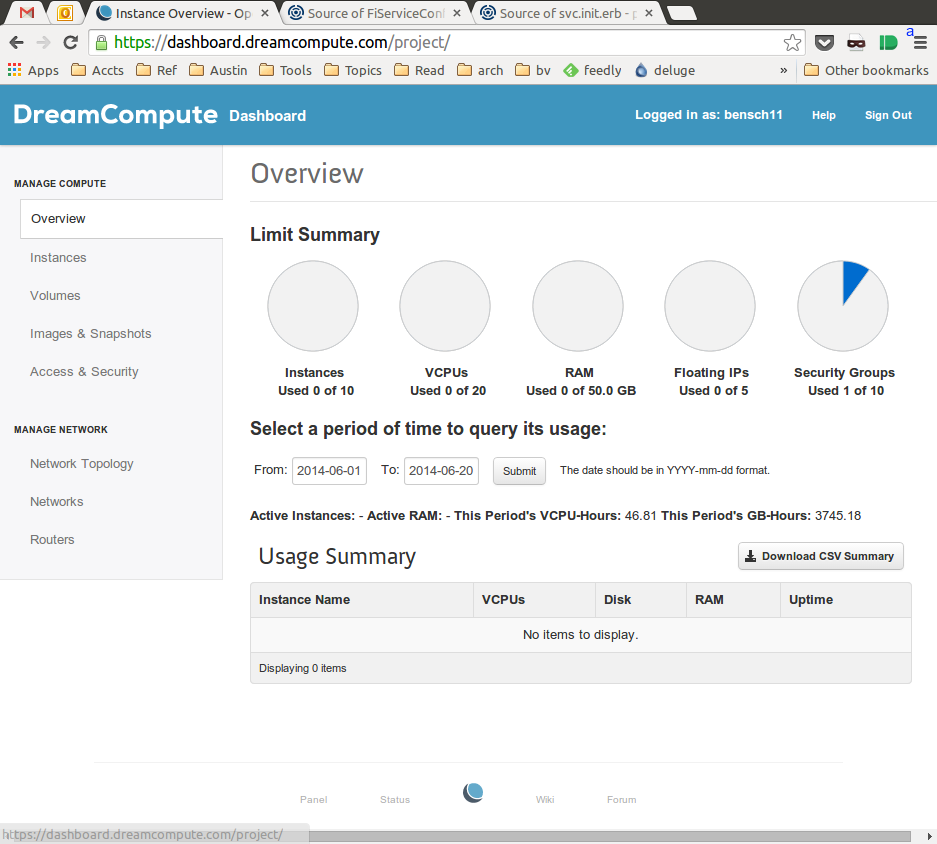 Instance Overview - Op
Source of FiServiceConf
Source of svc.init.erb - p
https://dashboard.dreamcompute.com/project/
a
Apps Accts Ref Austin Tools Topics Read arch bv feedly deluge » Other bookmarks
DreamCompute Dashboard Logged in as: bensch11 Help Sign Out
MANAGE COMPUTE
Overview
Instances
Volumes
Images & Snapshots
Access & Security
MANAGE NETWORK
Network Topology
Networks
Routers
Overview
Limit Summary
Instances
Used 0 of 10
VCPUs
Used 0 of 20
RAM
Used 0 of 50.0 GB
Floating IPs
Used 0 of 5
Security Groups
Used 1 of 10
Select a period of time to query its usage:
From: 2014-06-01 To: 2014-06-20 Submit The date should be in YYYY-mm-dd format.
Active Instances: - Active RAM: - This Period's VCPU-Hours: 46.81 This Period's GB-Hours: 3745.18
Usage Summary Download CSV Summary
Instance Name VCPUs Disk RAM Uptime
No items to display.
Displaying 0 items
Panel Status Wiki Forum
https://dashboard.dreamcompute.com/project/